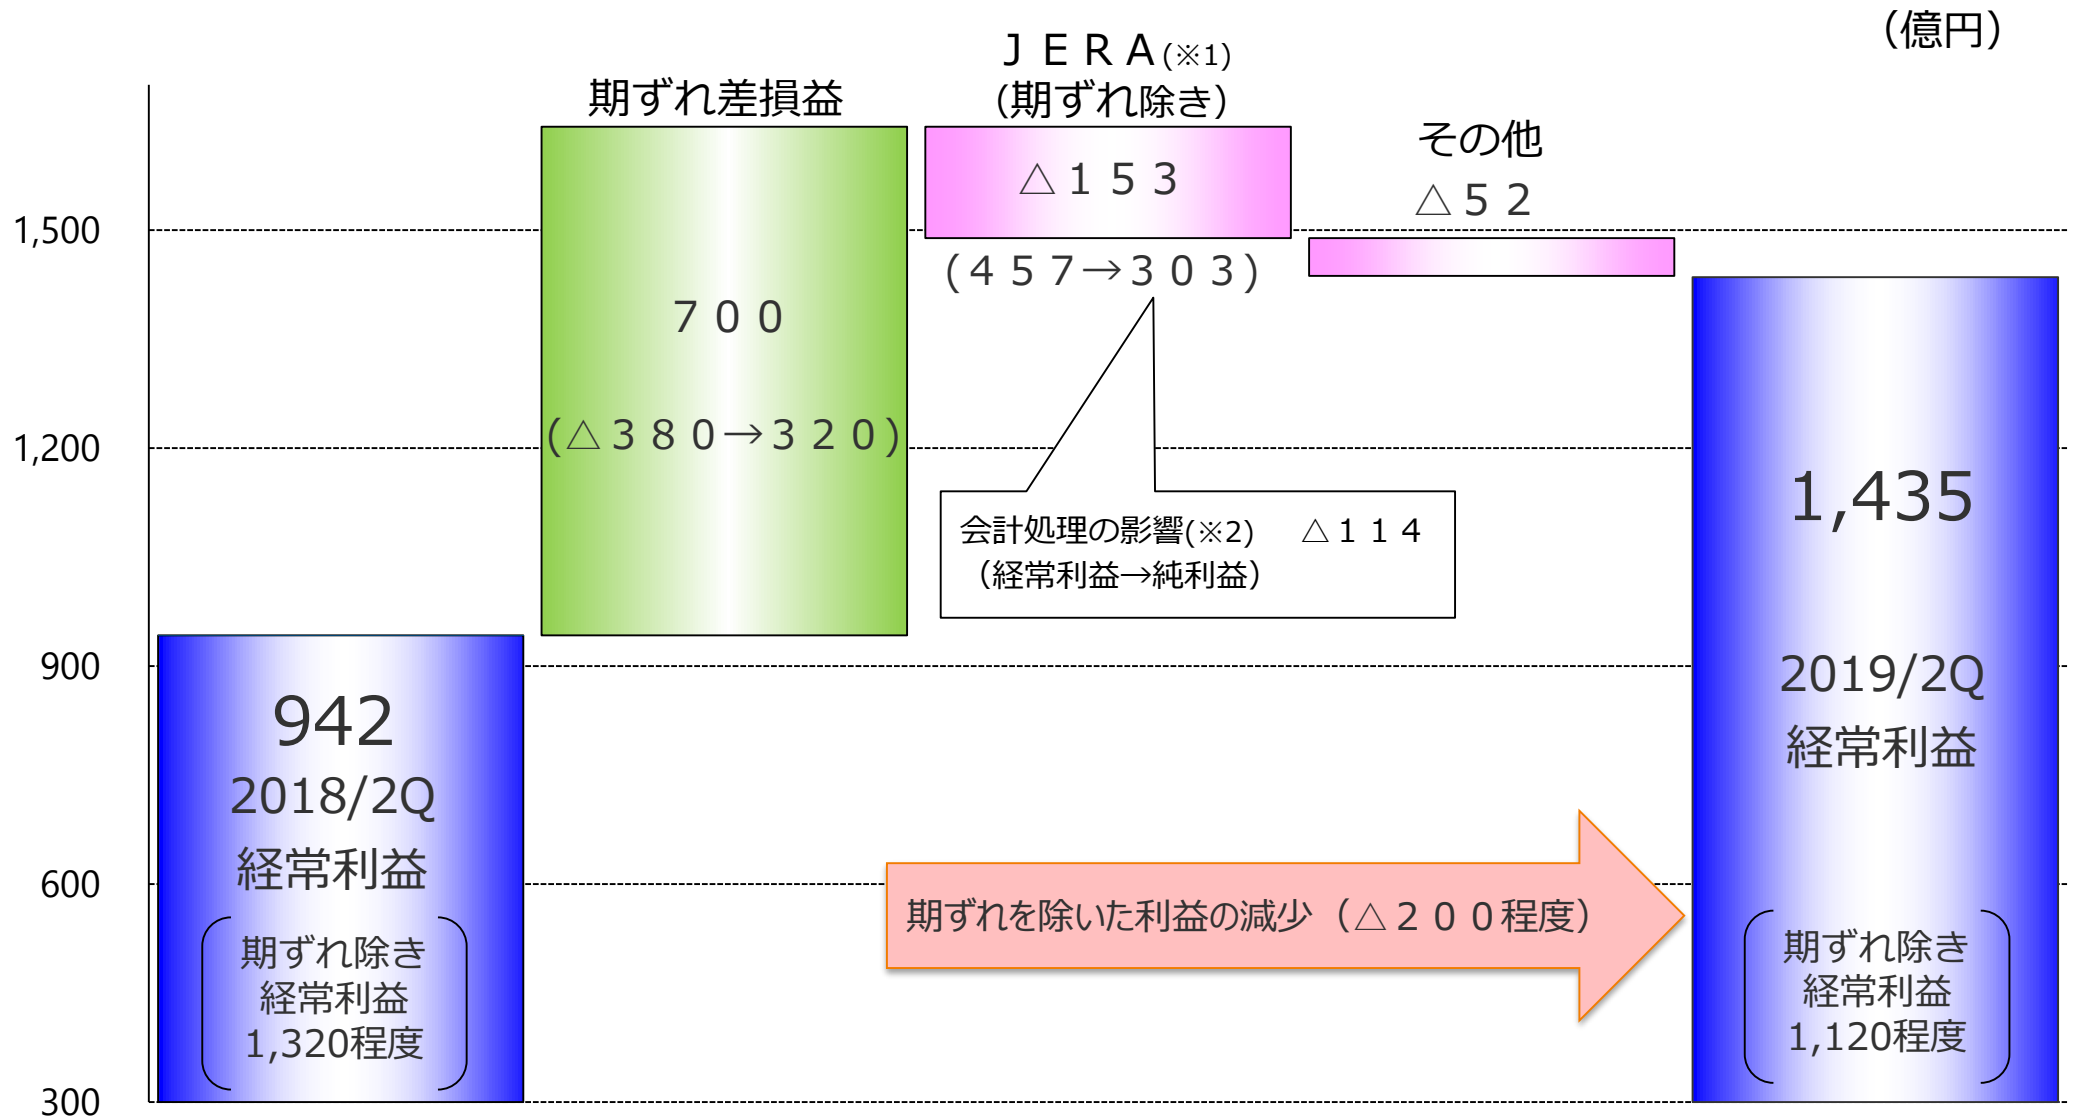 （億円）
ＪＥＲＡ(※1)
（期ずれ除き）
期ずれ差損益
その他
△１５３
△５２
1,500
（４５７→３０３）
７００
（△３８０→３２０）
1,200
1,435
会計処理の影響(※2)　△１１４
（経常利益→純利益）
900
942
2018/2Q
経常利益
2019/2Q
経常利益
600
期ずれを除いた利益の減少（△２００程度）
期ずれ除き
経常利益
1,320程度
期ずれ除き
経常利益
1,120程度
300